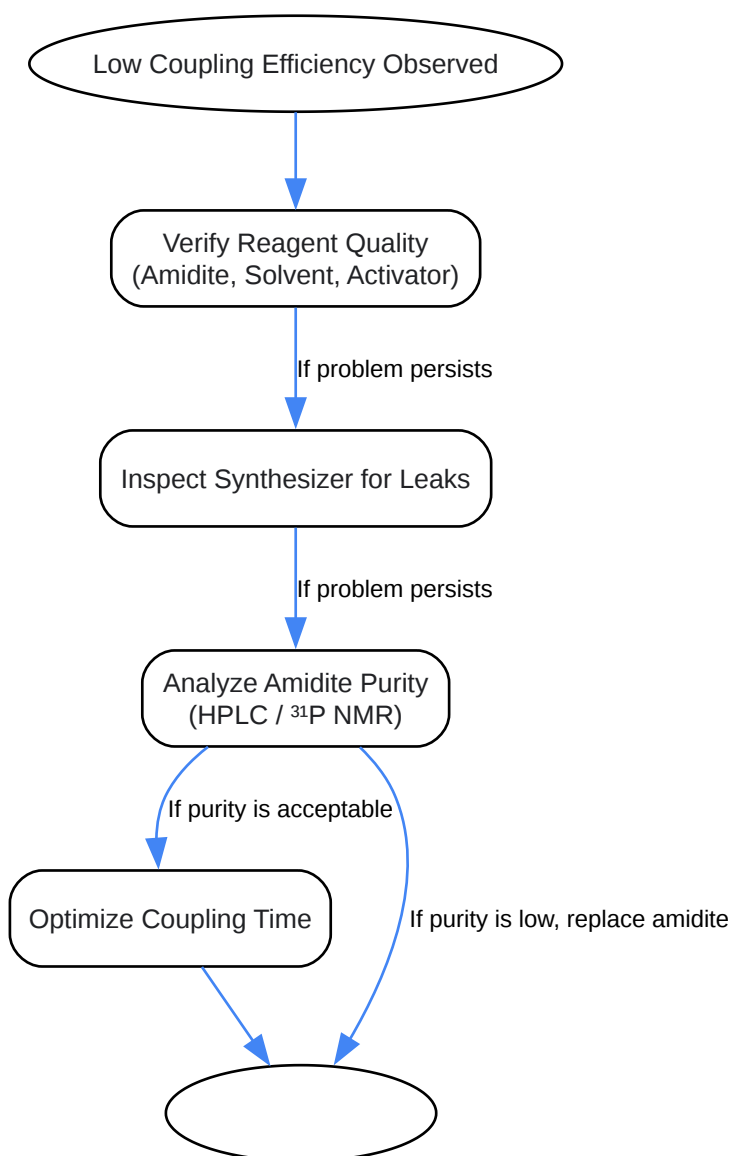 Low Coupling Efficiency Observed
Verify Reagent Quality
(Amidite, Solvent, Activator)
If problem persists
Inspect Synthesizer for Leaks
If problem persists
Analyze Amidite Purity
(HPLC / ³¹P NMR)
If purity is acceptable
Optimize Coupling Time
If purity is low, replace amidite